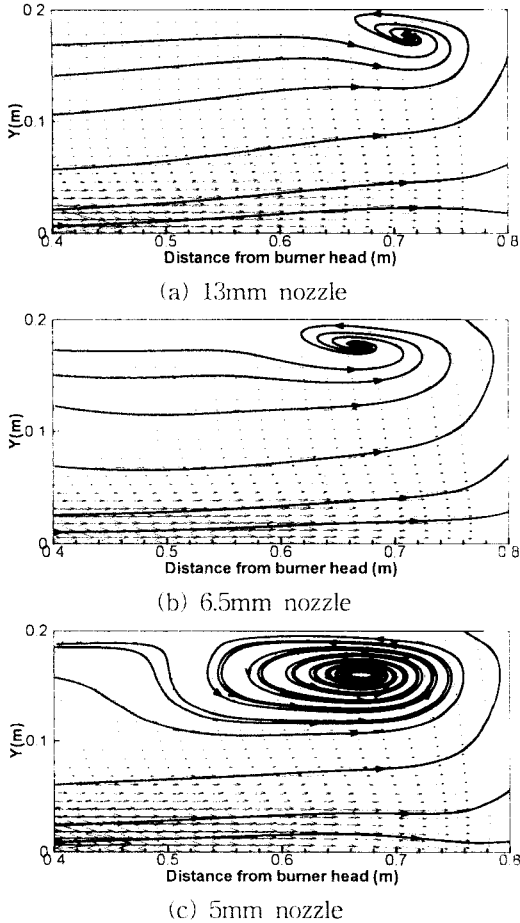 0.2
Y(m)
0.1
0
0.4 0.5 0.6 0.7 0.8
Distance from burner head (m)
(a) 13mm nozzle
0.2
Y(m)
0.1
0
0.4 0.5 0.6 0.7 0.8
Distance from burner head (m)
(b) 6.5mm nozzle
0.2
Y(m)
0.1
0
0.4 0.5 0.6 0.7 0.8
Distance from burner head (m)
(c) 5mm nozzle